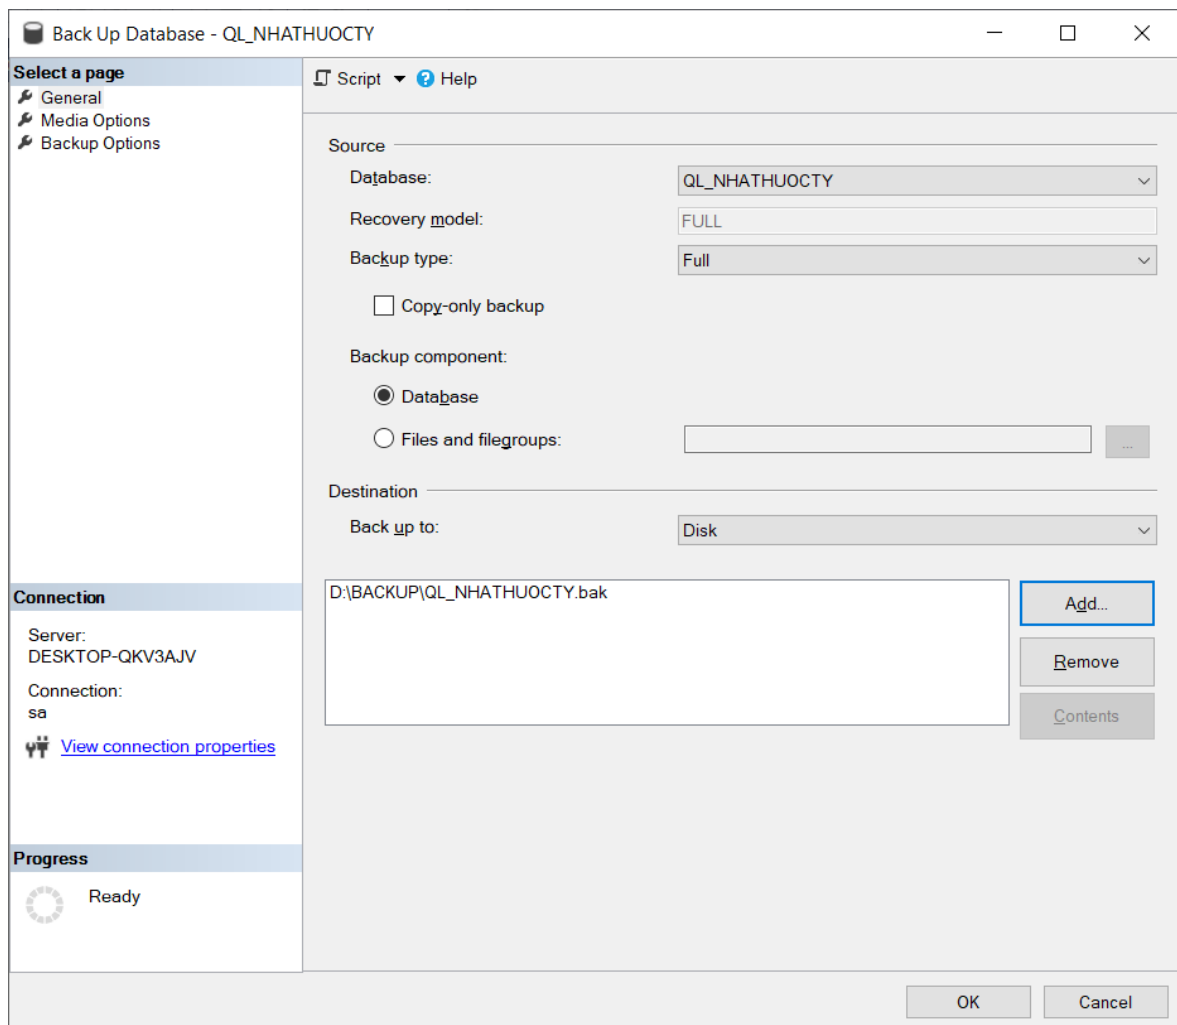 Back Up Database - QL_NHATHUOCTY
Select a page
General
Media Options
Backup Options
Script
Help
Source
Database:
QL_NHATHUOCTY
Recovery model:
FULL
Backup type:
Full
Copy-only backup
Backup component:
Database
Files and filegroups:
...
Destination
Back up to:
Disk
D:\BACKUP\QL_NHATHUOCTY.bak
Add...
Remove
Contents
Connection
Server:
DESKTOP-QKV3AJV
Connection:
sa
View connection properties
Progress
Ready
OK
Cancel